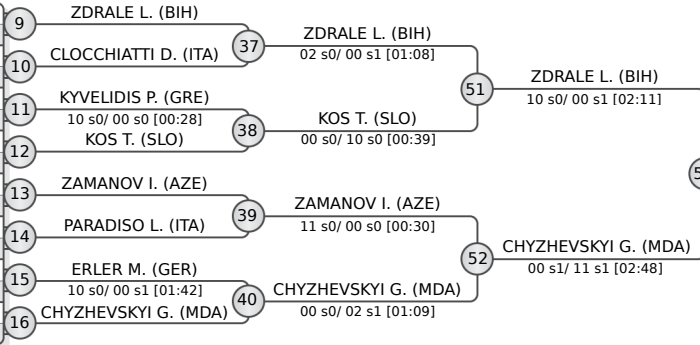 9
ZDRALE L. (BIH)
10
CLOCCHIATTI D. (ITA)
11
KYVELIDIS P. (GRE)
10 s0/ 00 s0 [00:28]
12
KOS T. (SLO)
13
ZAMANOV I. (AZE)
14
PARADISO L. (ITA)
15
ERLER M. (GER)
10 s0/ 00 s1 [01:42]
16
CHYZHEVSKYI G. (MDA)
37
ZDRALE L. (BIH)
02 s0/ 00 s1 [01:08]
38
KOS T. (SLO)
00 s0/ 10 s0 [00:39]
39
ZAMANOV I. (AZE)
11 s0/ 00 s0 [00:30]
40
CHYZHEVSKYI G. (MDA)
00 s0/ 02 s1 [01:09]
51
ZDRALE L. (BIH)
10 s0/ 00 s1 [02:11]
52
CHYZHEVSKYI G. (MDA)
00 s1/ 11 s1 [02:48]